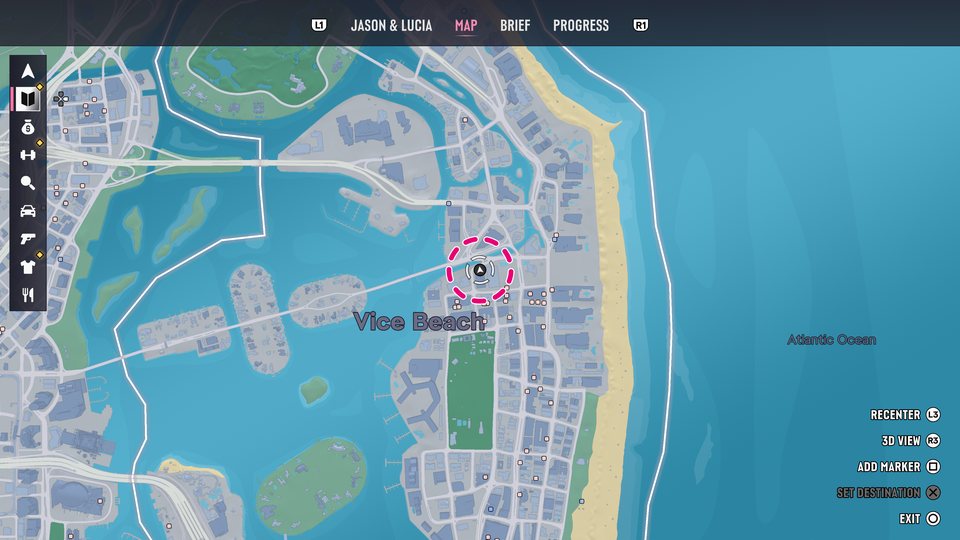 L1 JASON & LUCIA MAP BRIEF PROGRESS R1
Vice Beach
Atlantic Ocean
RECENTER L3
3D VIEW R3
ADD MARKER
SET DESTINATION
EXIT